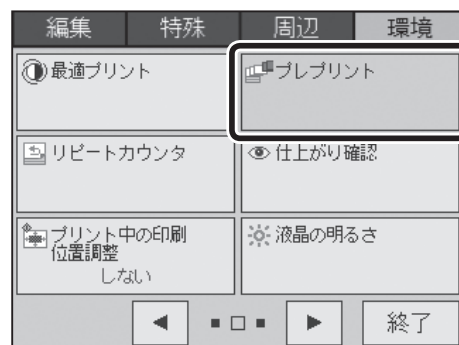 編集 特殊 周辺 環境
最適プリント プレプリント
リピートカウンタ 仕上がり確認
プリント中の印刷 液晶の明るさ
位置調整
しない
終了